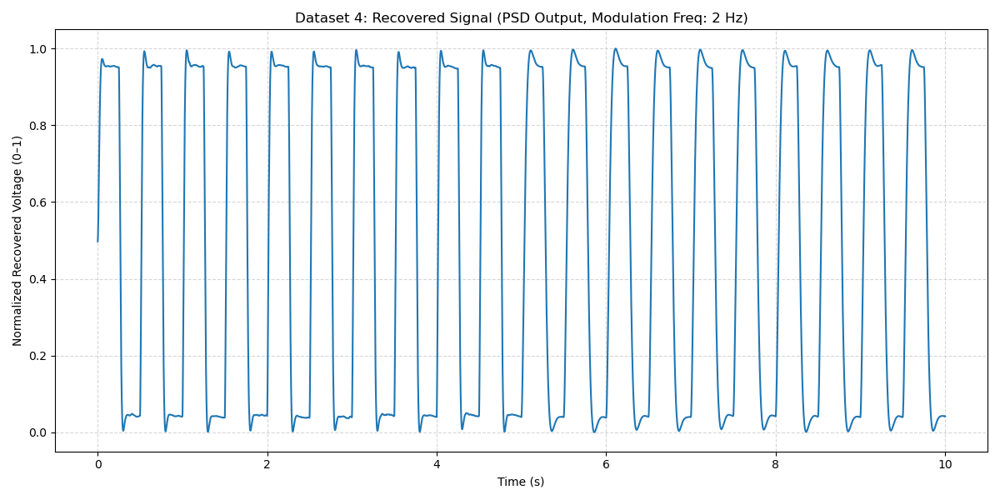 Dataset 4: Recovered Signal (PSD Output, Modulation Freq: 2 Hz)
Normalized Recovered Voltage (0–1)
1.0
0.8
0.6
0.4
0.2
0.0
0 2 4 6 8 10
Time (s)